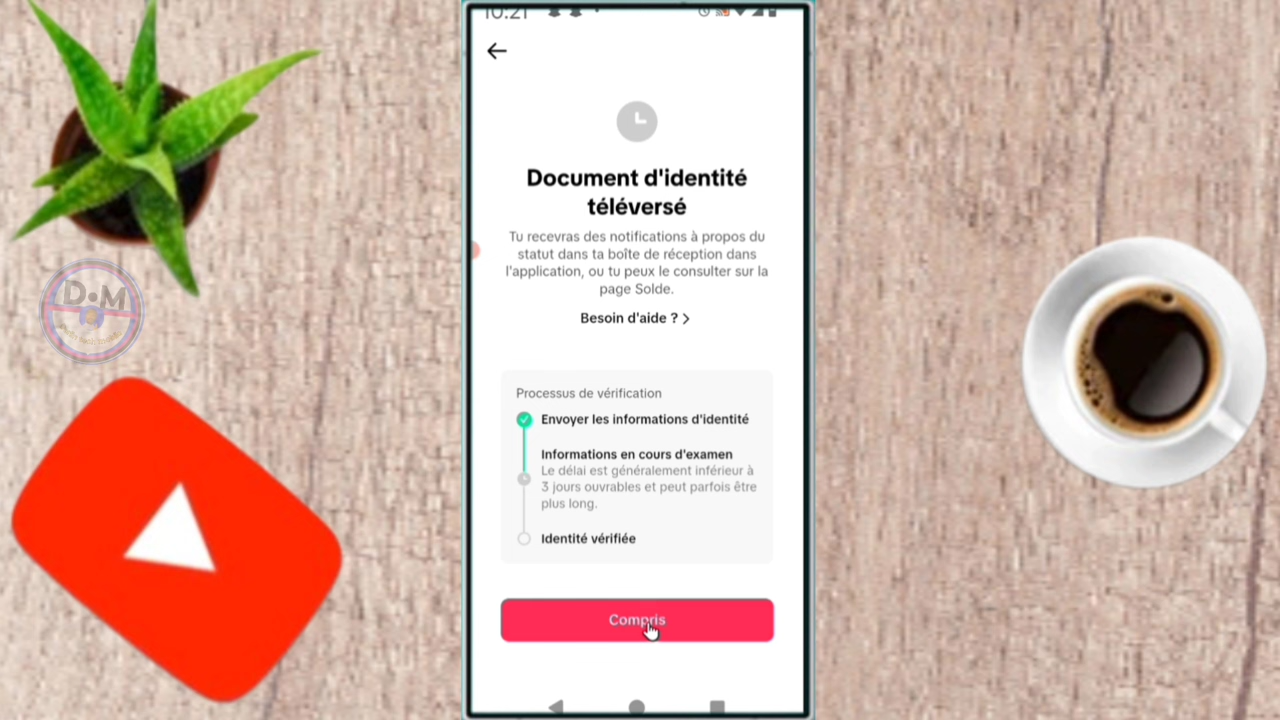 10:21
Document d'identité
téléversé
Tu recevras des notifications à propos du
statut dans ta boîte de réception dans
l'application, ou tu peux le consulter sur la
page Solde.
Besoin d'aide ?
Processus de vérification
Envoyer les informations d'identité
Informations en cours d'examen
Le délai est généralement inférieur à
3 jours ouvrables et peut parfois être
plus long.
Identité vérifiée
Compris
D•M